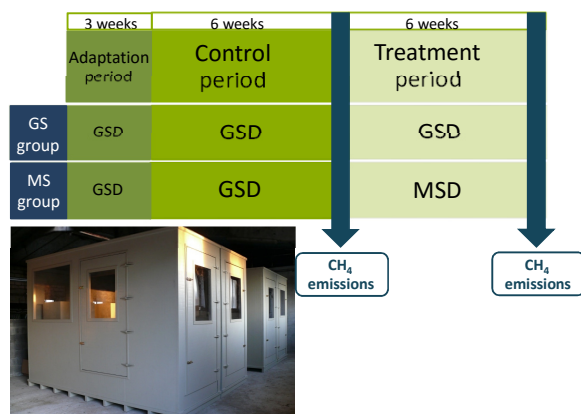 3 weeks 6 weeks 6 weeks
Adaptation period Control period Treatment period
GS group GSD GSD GSD
MS group GSD GSD MSD
CH₄ emissions CH₄ emissions